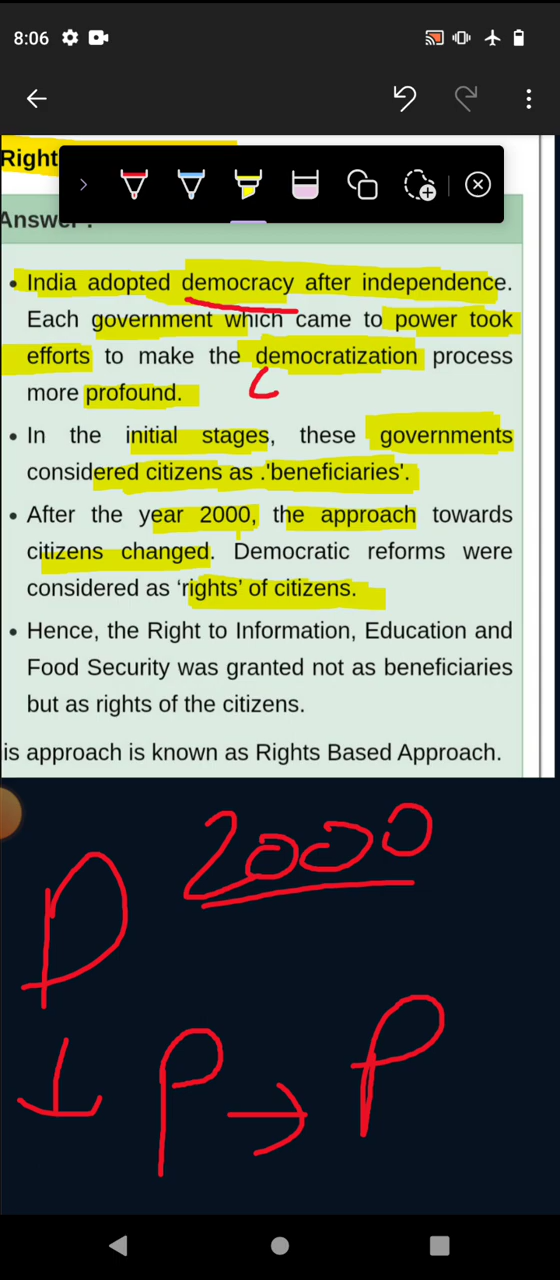 8:06
Right
Answer :
• India adopted democracy after independence.
Each government which came to power took
efforts to make the democratization process
more profound.
• In the initial stages, these governments
considered citizens as .'beneficiaries'.
• After the year 2000, the approach towards
citizens changed. Democratic reforms were
considered as ‘rights’ of citizens.
• Hence, the Right to Information, Education and
Food Security was granted not as beneficiaries
but as rights of the citizens.
is approach is known as Rights Based Approach.
2000
D
P → P